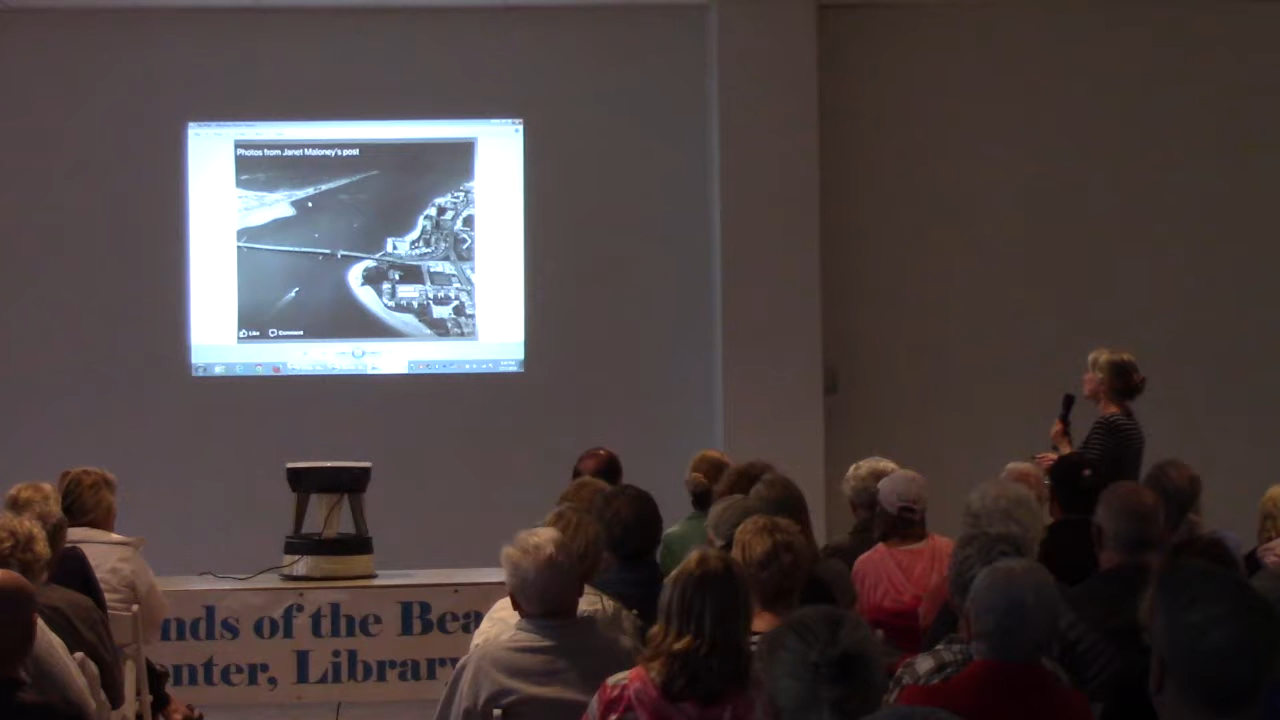 Photos from Janet Maloney's post
Like Comment
nds of the Bea
enter, Library